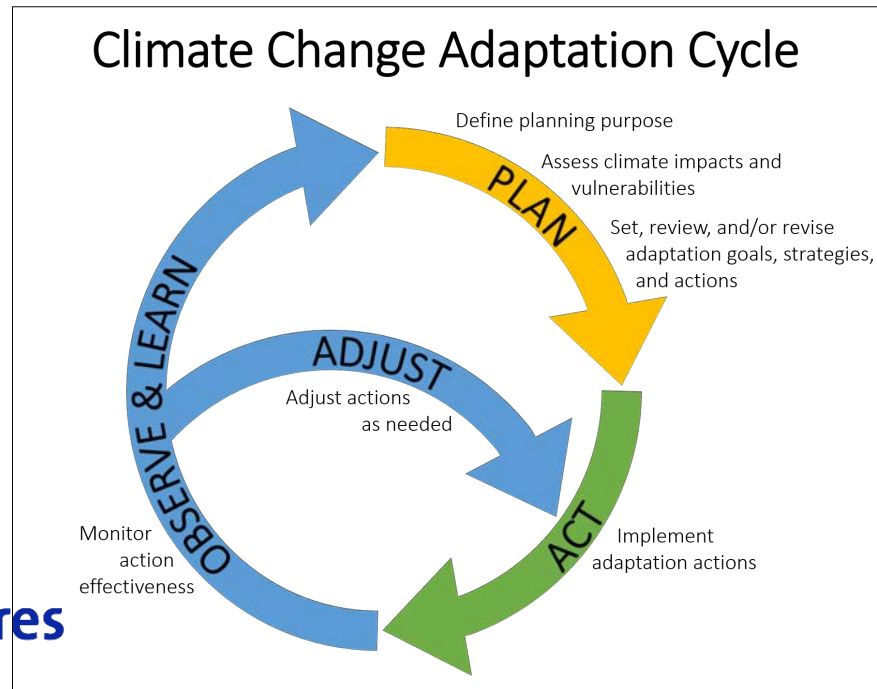 Climate Change Adaptation Cycle
Define planning purpose
PLAN
Assess climate impacts and
vulnerabilities
Set, review, and/or revise
adaptation goals, strategies,
and actions
OBSERVE & LEARN
ADJUST
Adjust actions
as needed
Monitor
action
effectiveness
ACT
Implement
adaptation actions
res